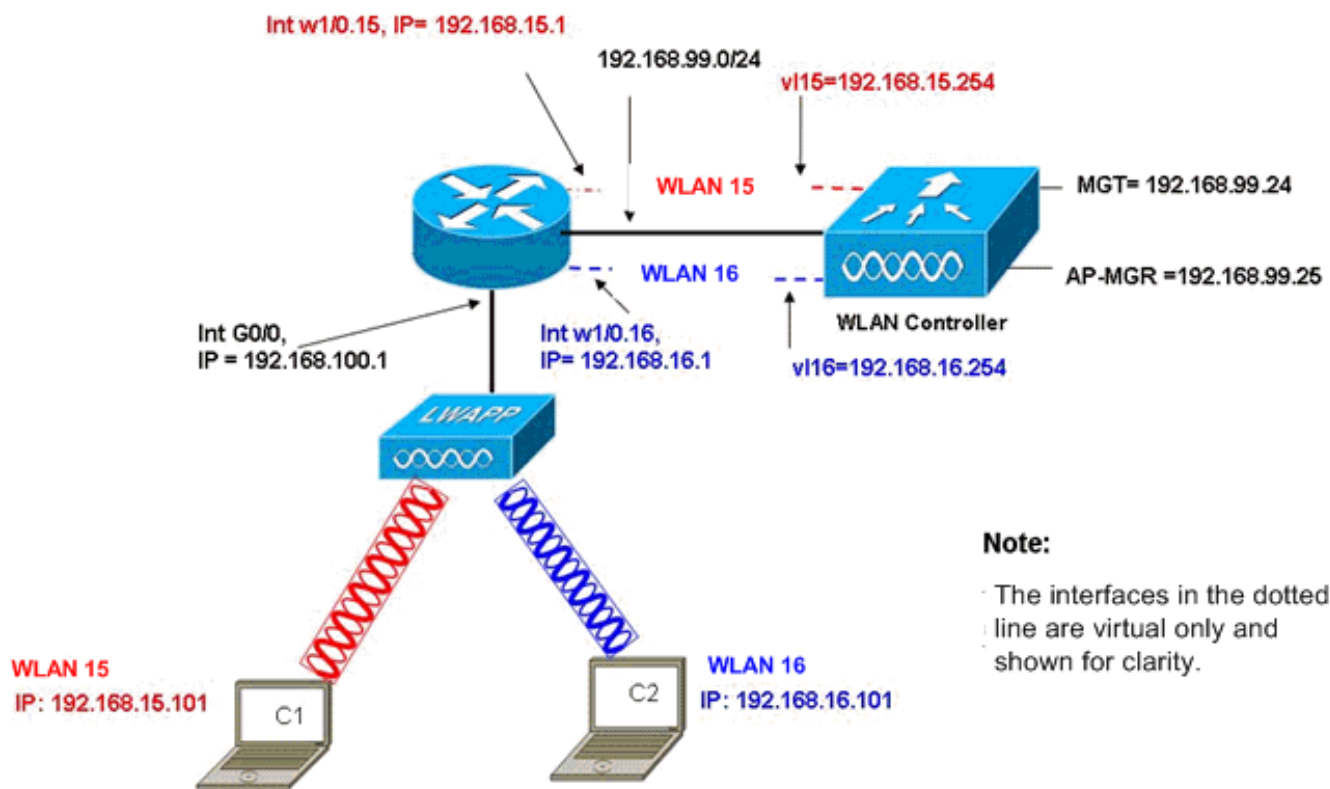 Int w1/0.15, IP= 192.168.15.1
192.168.99.0/24
vl15=192.168.15.254
WLAN 15
MGT= 192.168.99.24
WLAN 16
AP-MGR =192.168.99.25
WLAN Controller
Int G0/0,
IP = 192.168.100.1
Int w1/0.16,
IP= 192.168.16.1
vl16=192.168.16.254
LWAPP
Note:
The interfaces in the dotted
line are virtual only and
shown for clarity.
WLAN 15
IP: 192.168.15.101
C1
WLAN 16
IP: 192.168.16.101
C2